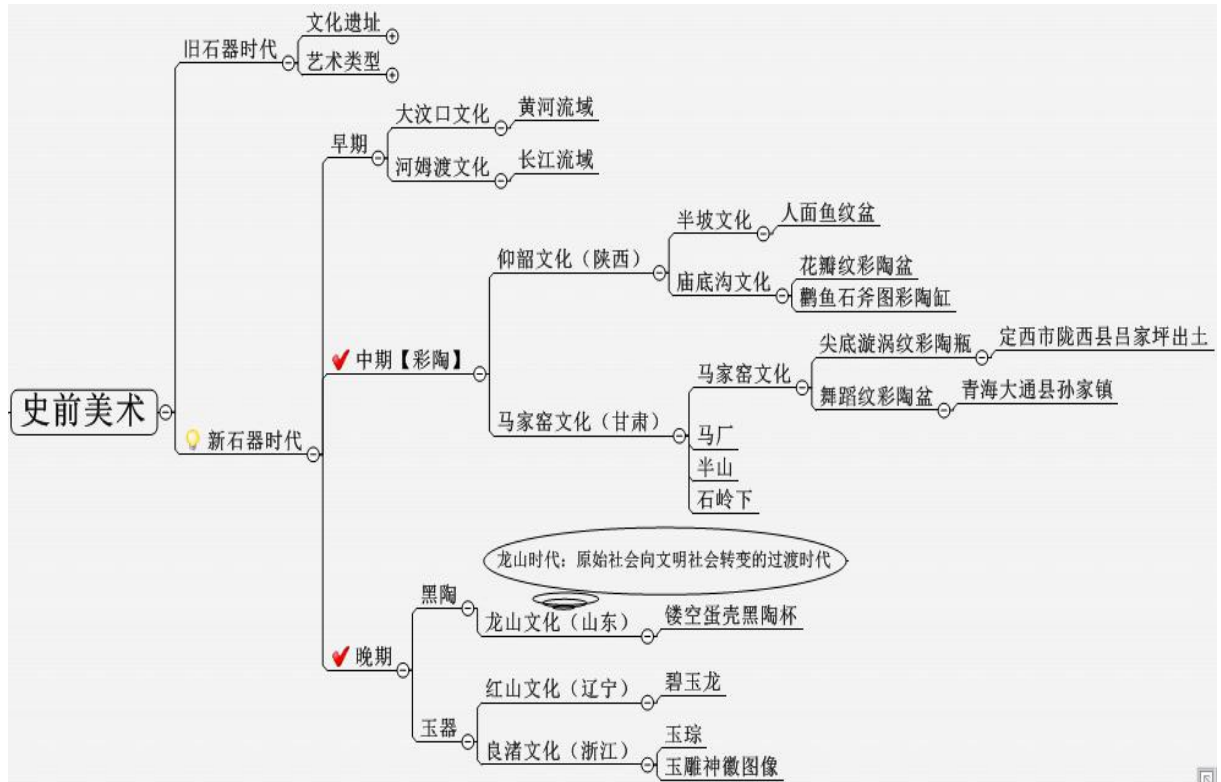 史前美术
旧石器时代
文化遗址
艺术类型
新石器时代
早期
大汶口文化
黄河流域
河姆渡文化
长江流域
中期【彩陶】
仰韶文化（陕西）
半坡文化
人面鱼纹盆
庙底沟文化
花瓣纹彩陶盆
鹳鱼石斧图彩陶缸
马家窑文化（甘肃）
马家窑文化
尖底漩涡纹彩陶瓶
定西市陇西县吕家坪出土
舞蹈纹彩陶盆
青海大通县孙家镇
马厂
半山
石岭下
晚期
黑陶
龙山时代：原始社会向文明社会转变的过渡时代
龙山文化（山东）
镂空蛋壳黑陶杯
玉器
红山文化（辽宁）
碧玉龙
良渚文化（浙江）
玉琮
玉雕神徽图像